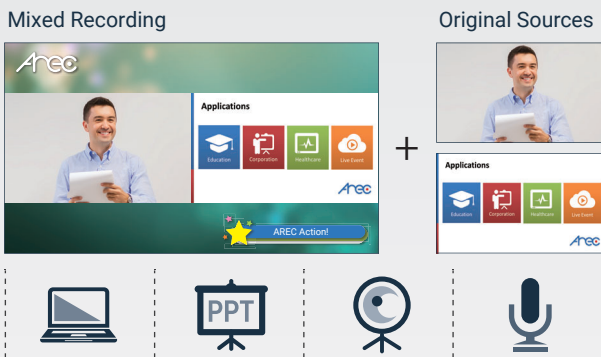 Mixed Recording
Original Sources
Arec
Applications
Education
Corporation
Healthcare
Live Event
Arec
AREC Action!
Applications
Education
Corporation
Healthcare
Live Event
Arec
PPT